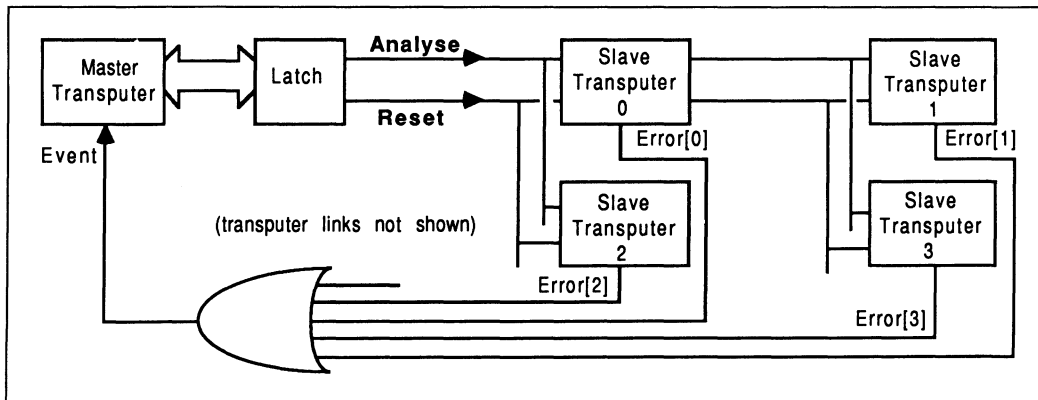 Master
Transputer
Latch
Analyse
Reset
Slave
Transputer
0
Slave
Transputer
1
Event
Error[0]
Error[1]
(transputer links not shown)
Slave
Transputer
2
Slave
Transputer
3
Error[2]
Error[3]